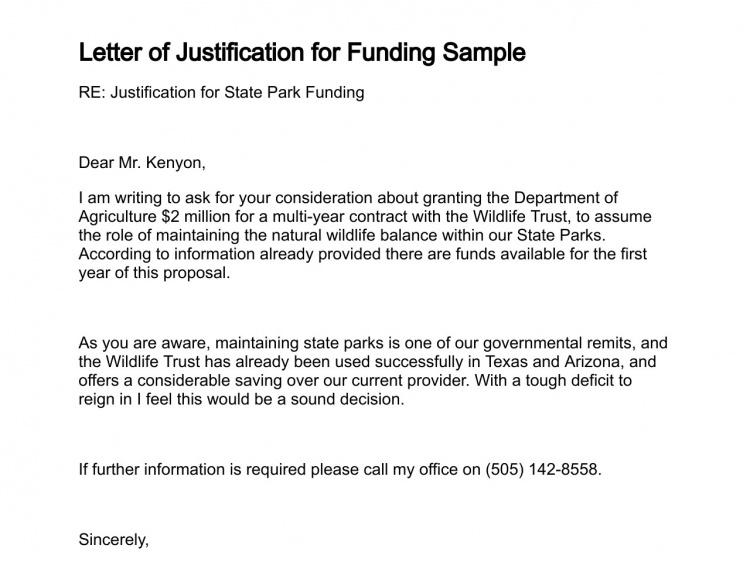 Letter of Justification for Funding Sample
RE: Justification for State Park Funding
Dear Mr. Kenyon,
I am writing to ask for your consideration about granting the Department of
Agriculture $2 million for a multi-year contract with the Wildlife Trust, to assume
the role of maintaining the natural wildlife balance within our State Parks.
According to information already provided there are funds available for the first
year of this proposal.
As you are aware, maintaining state parks is one of our governmental remits, and
the Wildlife Trust has already been used successfully in Texas and Arizona, and
offers a considerable saving over our current provider. With a tough deficit to
reign in I feel this would be a sound decision.
If further information is required please call my office on (505) 142-8558.
Sincerely,